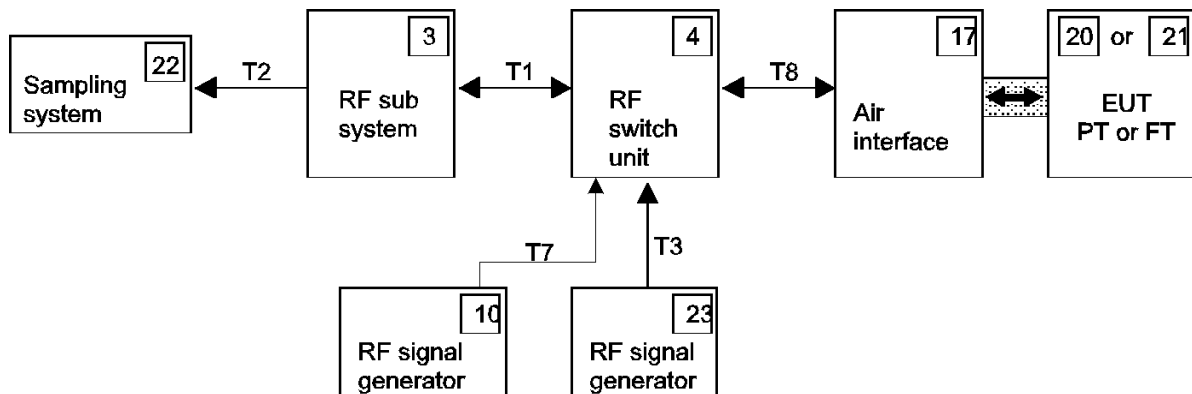 22
Sampling
system
T2
3
RF sub
system
T1
4
RF
switch
unit
T8
17
Air
interface
20 or 21
EUT
PT or FT
T7
T3
10
RF signal
generator
23
RF signal
generator